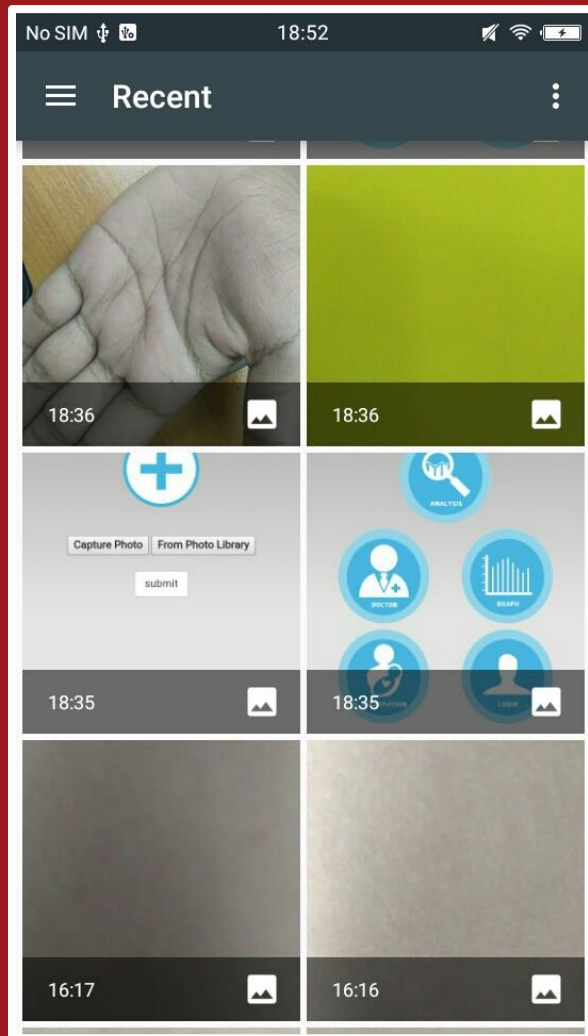 No SIM 18:52
Recent
18:36
18:36
Capture Photo From Photo Library
submit
18:35
ANALYSIS
DOCTOR
GRAPH
LOGIN
18:35
16:17
16:16